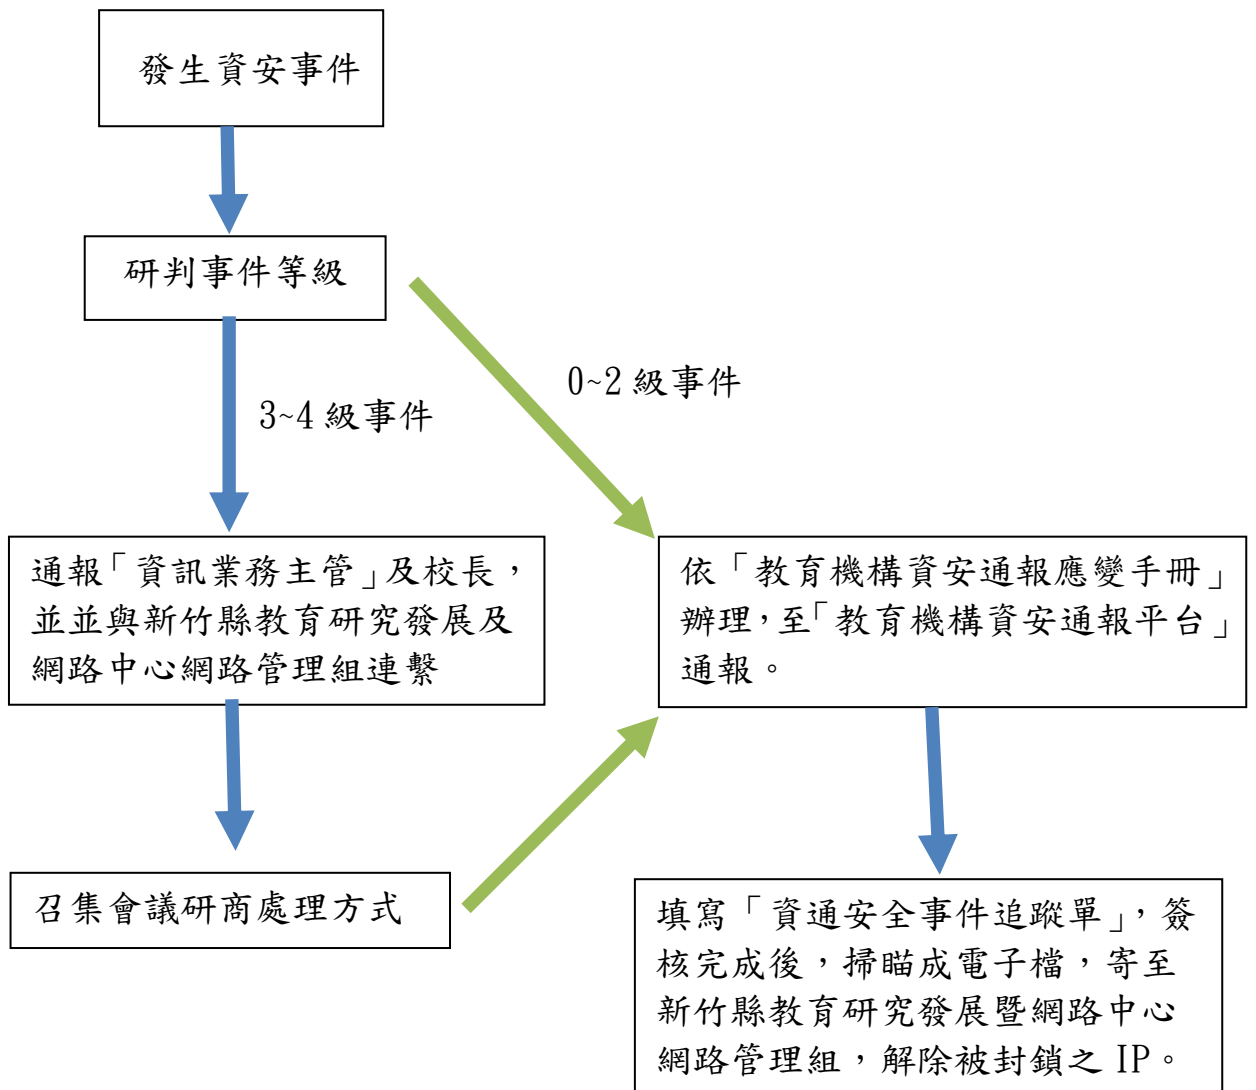 發生資安事件
研判事件等級
0~2 級事件
3~4 級事件
通報「資訊業務主管」及校長，
並並與新竹縣教育研究發展及
網路中心網路管理組連繫
依「教育機構資安通報應變手冊」
辦理，至「教育機構資安通報平台」
通報。
召集會議研商處理方式
填寫「資通安全事件追蹤單」，簽
核完成後，掃瞄成電子檔，寄至
新竹縣教育研究發展暨網路中心
網路管理組，解除被封鎖之 IP。